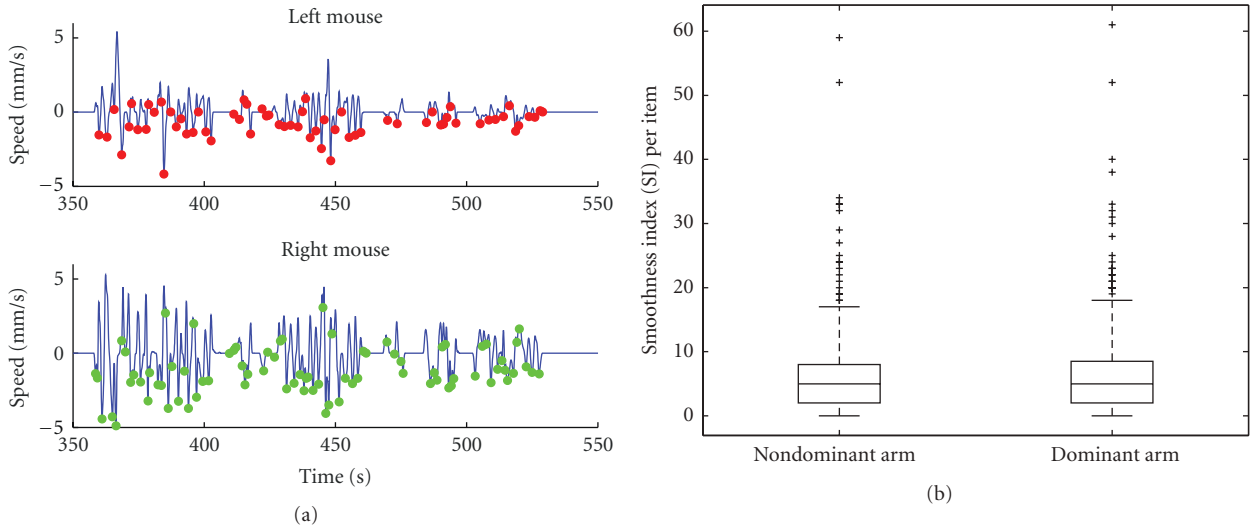 Left mouse
Speed (mm/s)
5
0
−5
350
400
450
500
550
Right mouse
Speed (mm/s)
5
0
−5
350
400
450
500
550
Time (s)
(a)
Smoothness index (SI) per item
60
50
40
30
20
10
0
Nondominant arm
Dominant arm
(b)